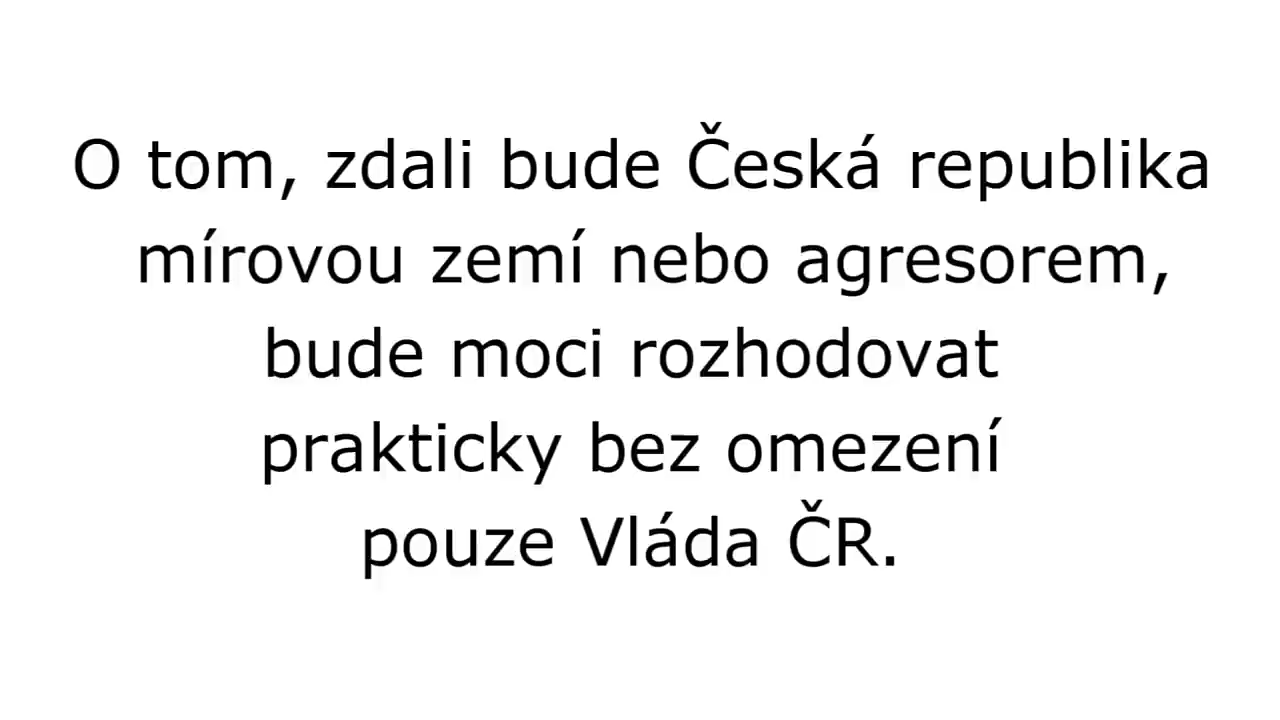 O tom, zdali bude Česká republika
mírovou zemí nebo agresorem,
bude moci rozhodovat
prakticky bez omezení
pouze Vláda ČR.